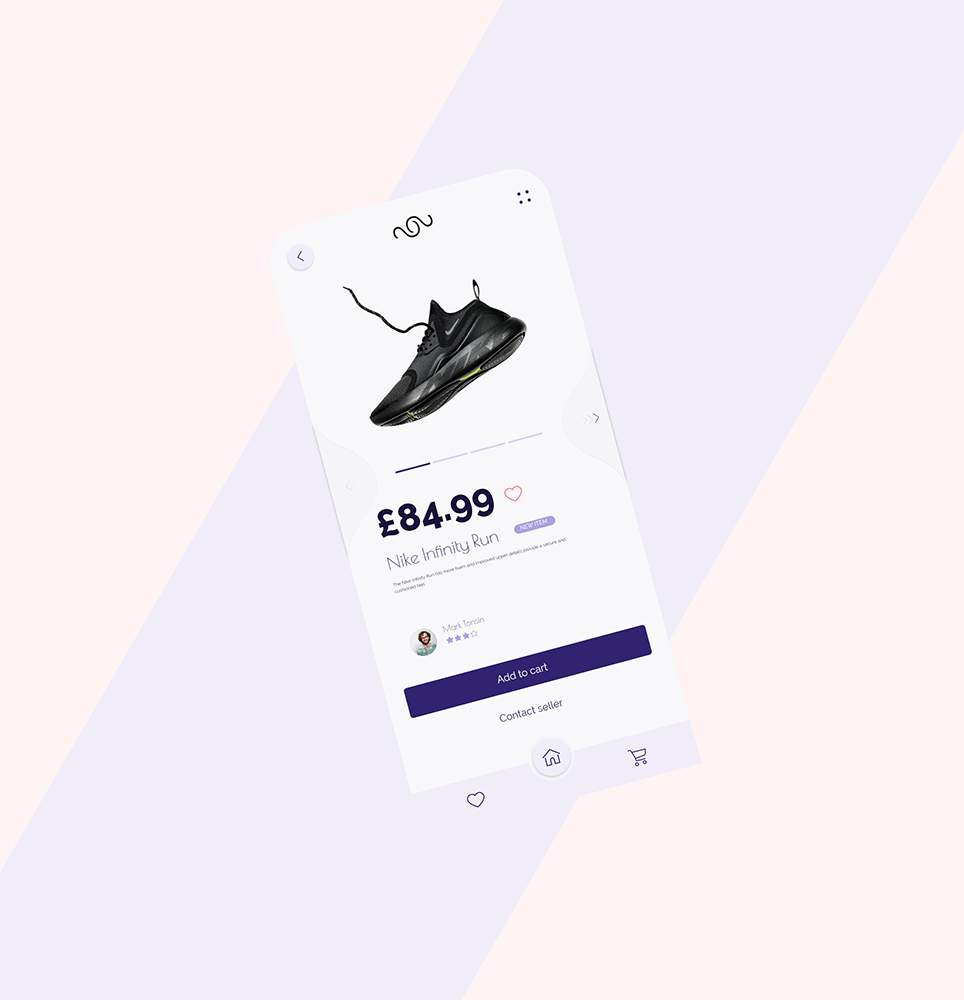 £84.99
Nike Infinity Run
NEW ITEM
The Nike Infinity Run has more foam and improved upper details provide a secure and
cushioned feel
Mark Tonsin
Add to cart
Contact seller